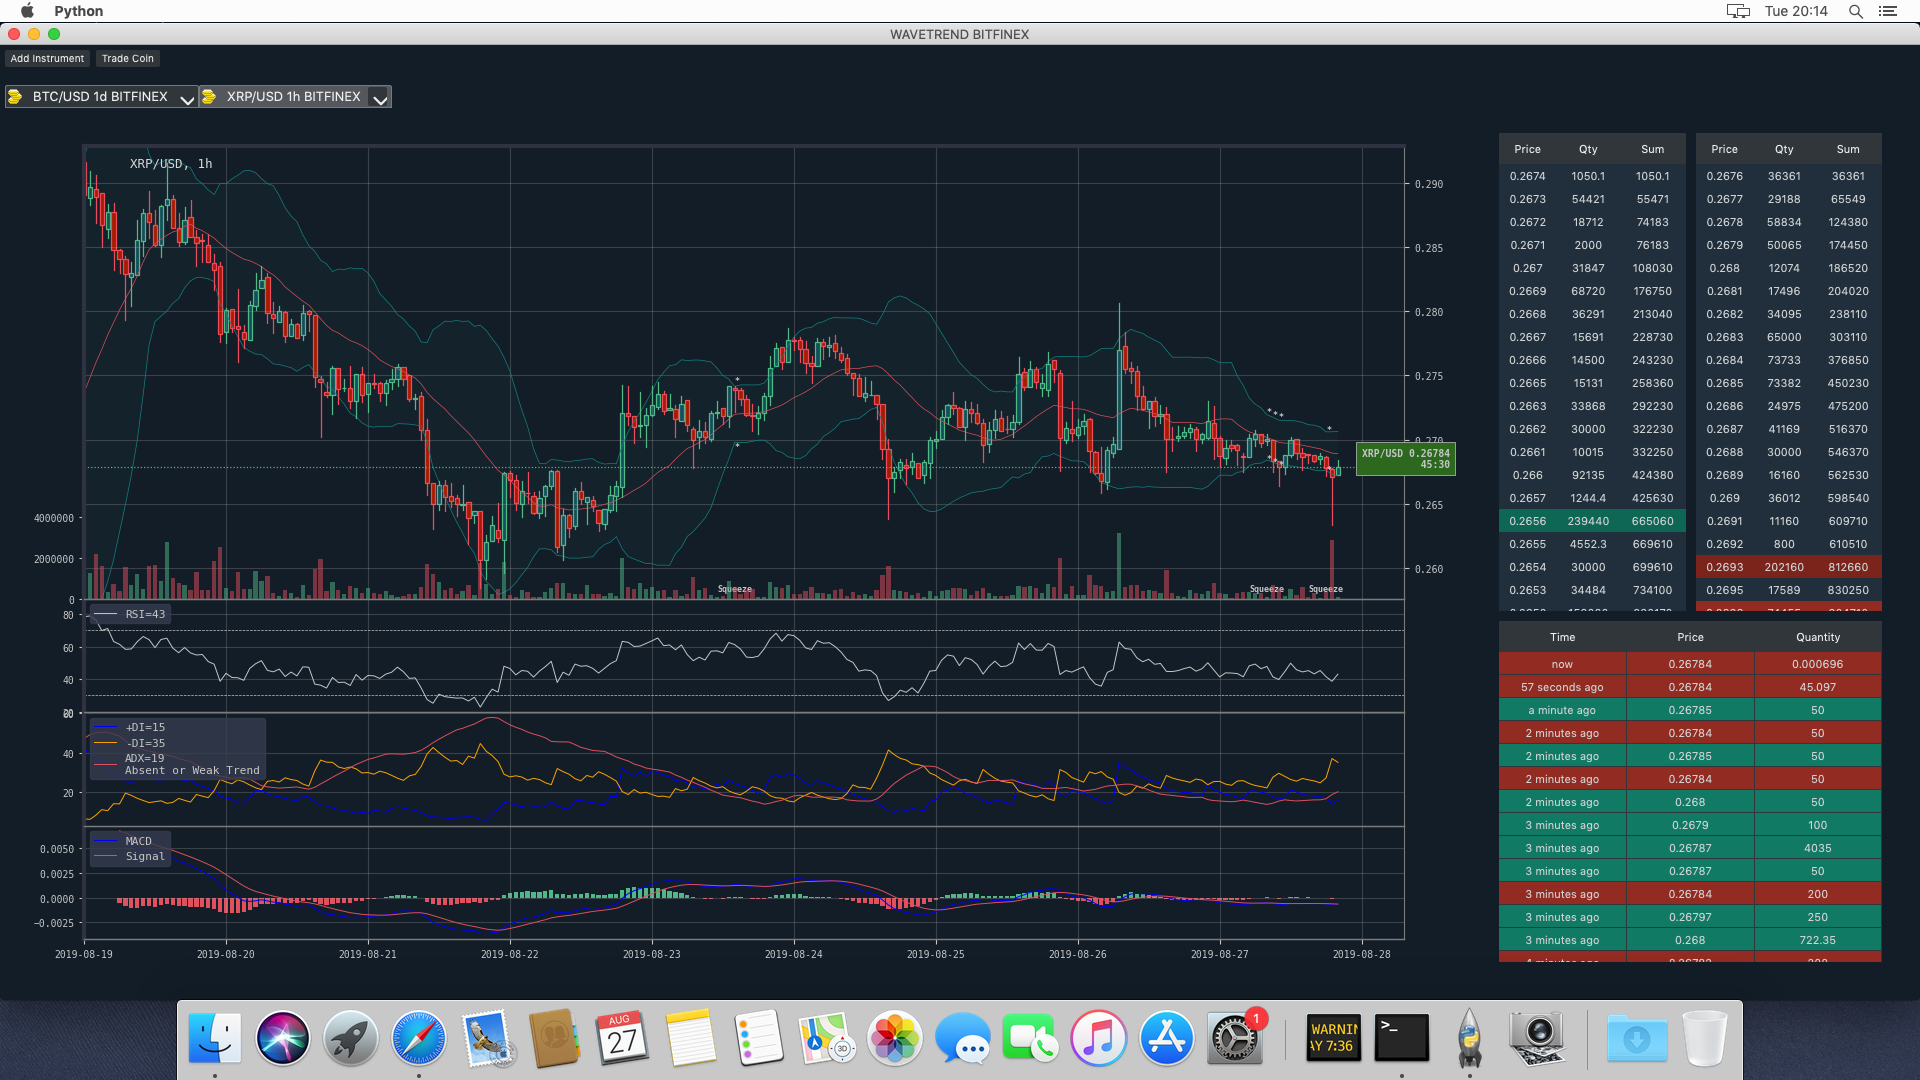 Python
Tue 20:14
WAVETREND BITFINEX
Add Instrument
Trade Coin
BTC/USD 1d BITFINEX
XRP/USD 1h BITFINEX
XRP/USD, 1h
0.290
0.285
0.280
0.275
0.270
0.265
0.260
XRP/USD 0.26784
45:30
4000000
2000000
0
Squeeze
Squeeze
Squeeze
RSI=43
80
60
40
+DI=15
-DI=35
ADX=19
Absent or Weak Trend
60
40
20
MACD
Signal
0.0050
0.0025
0.0000
−0.0025
2019-08-19 2019-08-20 2019-08-21 2019-08-22 2019-08-23 2019-08-24 2019-08-25 2019-08-26 2019-08-27 2019-08-28
Price Qty Sum
0.2674 1050.1 1050.1
0.2673 54421 55471
0.2672 18712 74183
0.2671 2000 76183
0.267 31847 108030
0.2669 68720 176750
0.2668 36291 213040
0.2667 15691 228730
0.2666 14500 243230
0.2665 15131 258360
0.2663 33868 292230
0.2662 30000 322230
0.2661 10015 332250
0.266 92135 424380
0.2657 1244.4 425630
0.2656 239440 665060
0.2655 4552.3 669610
0.2654 30000 699610
0.2653 34484 734100
Price Qty Sum
0.2676 36361 36361
0.2677 29188 65549
0.2678 58834 124380
0.2679 50065 174450
0.268 12074 186520
0.2681 17496 204020
0.2682 34095 238110
0.2683 65000 303110
0.2684 73733 376850
0.2685 73382 450230
0.2686 24975 475200
0.2687 41169 516370
0.2688 30000 546370
0.2689 16160 562530
0.269 36012 598540
0.2691 11160 609710
0.2692 800 610510
0.2693 202160 812660
0.2695 17589 830250
Time Price Quantity
now 0.26784 0.000696
57 seconds ago 0.26784 45.097
a minute ago 0.26785 50
2 minutes ago 0.26784 50
2 minutes ago 0.26785 50
2 minutes ago 0.26784 50
2 minutes ago 0.268 50
3 minutes ago 0.2679 100
3 minutes ago 0.26787 4035
3 minutes ago 0.26787 50
3 minutes ago 0.26784 200
3 minutes ago 0.26797 250
3 minutes ago 0.268 722.35
AUG
27
3D
1
WARNIN
AY 7:36
>_